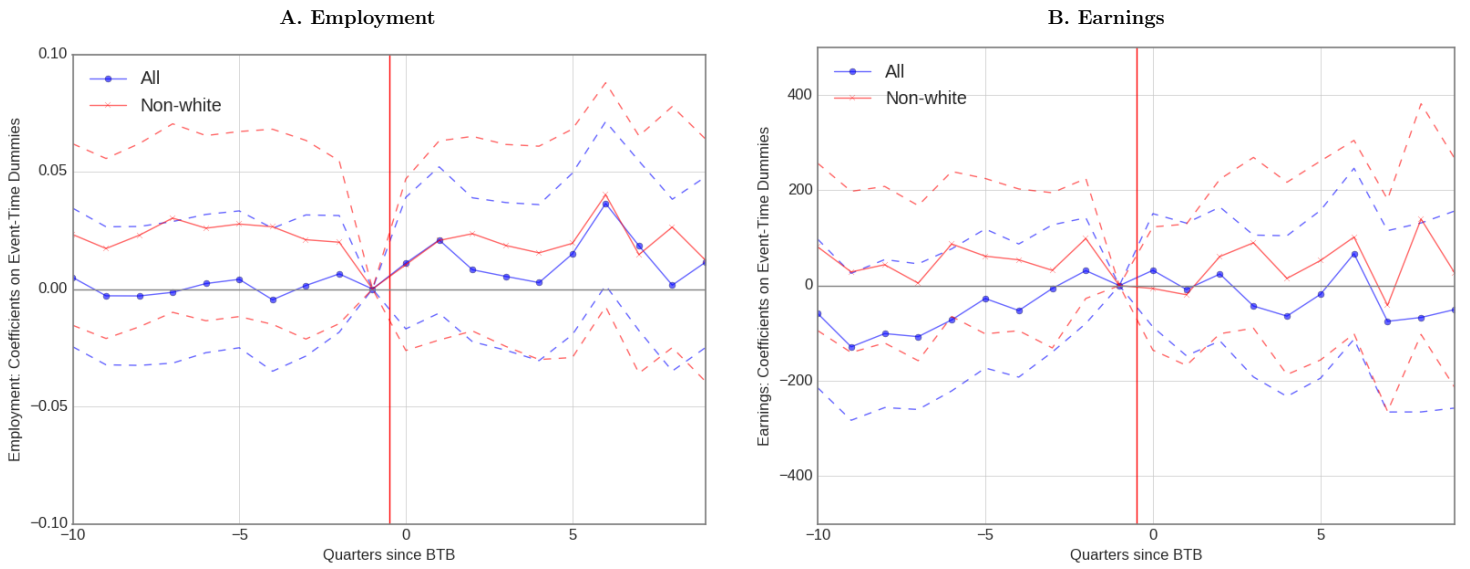 A. Employment
Employment: Coefficients on Event-Time Dummies
0.10
0.05
0.00
−0.05
−0.10
All
Non-white
−10
−5
0
5
Quarters since BTB
B. Earnings
Earnings: Coefficients on Event-Time Dummies
400
200
0
−200
−400
All
Non-white
−10
−5
0
5
Quarters since BTB